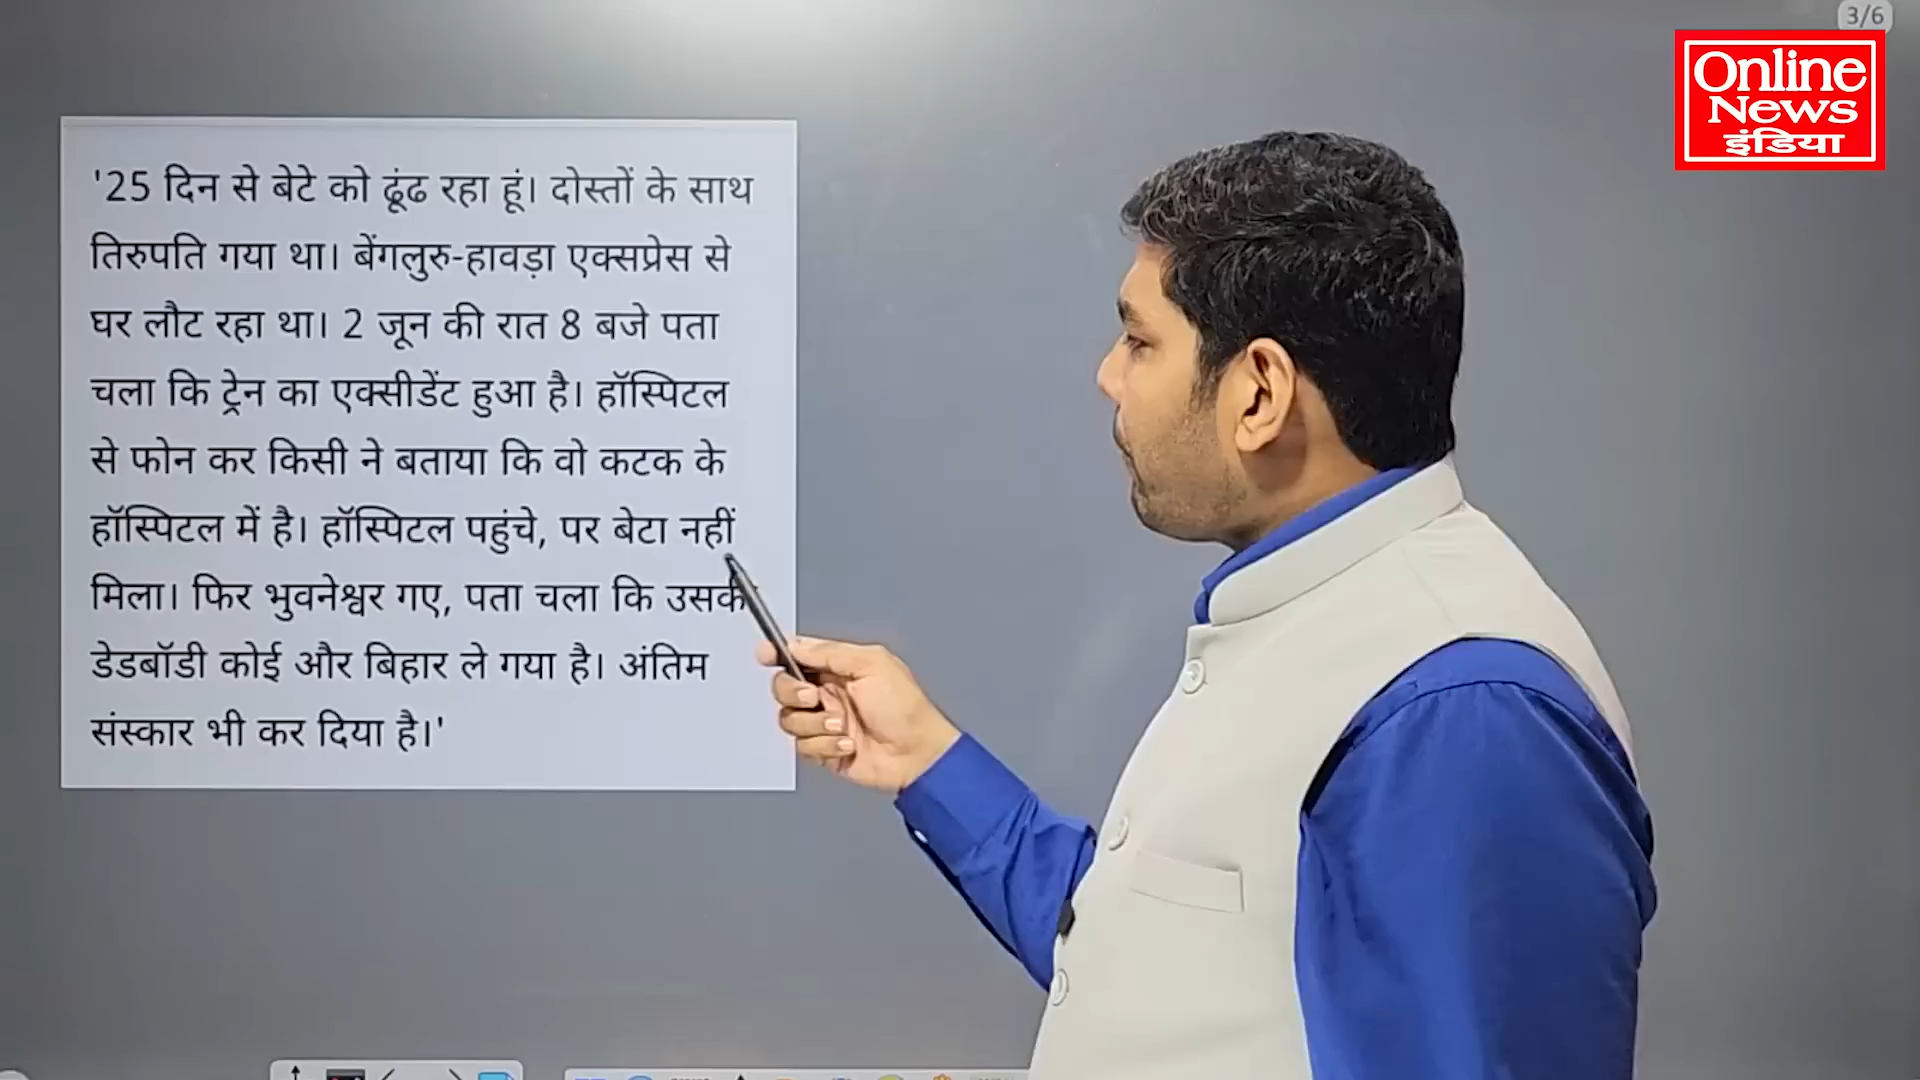 3/6
Online
News
इंडिया
'25 दिन से बेटे को ढूंढ रहा हूं। दोस्तों के साथ
तिरुपति गया था। बेंगलुरु-हावड़ा एक्सप्रेस से
घर लौट रहा था। 2 जून की रात 8 बजे पता
चला कि ट्रेन का एक्सीडेंट हुआ है। हॉस्पिटल
से फोन कर किसी ने बताया कि वो कटक के
हॉस्पिटल में है। हॉस्पिटल पहुंचे, पर बेटा नहीं
मिला। फिर भुवनेश्वर गए, पता चला कि उसकी
डेडबॉडी कोई और बिहार ले गया है। अंतिम
संस्कार भी कर दिया है।'